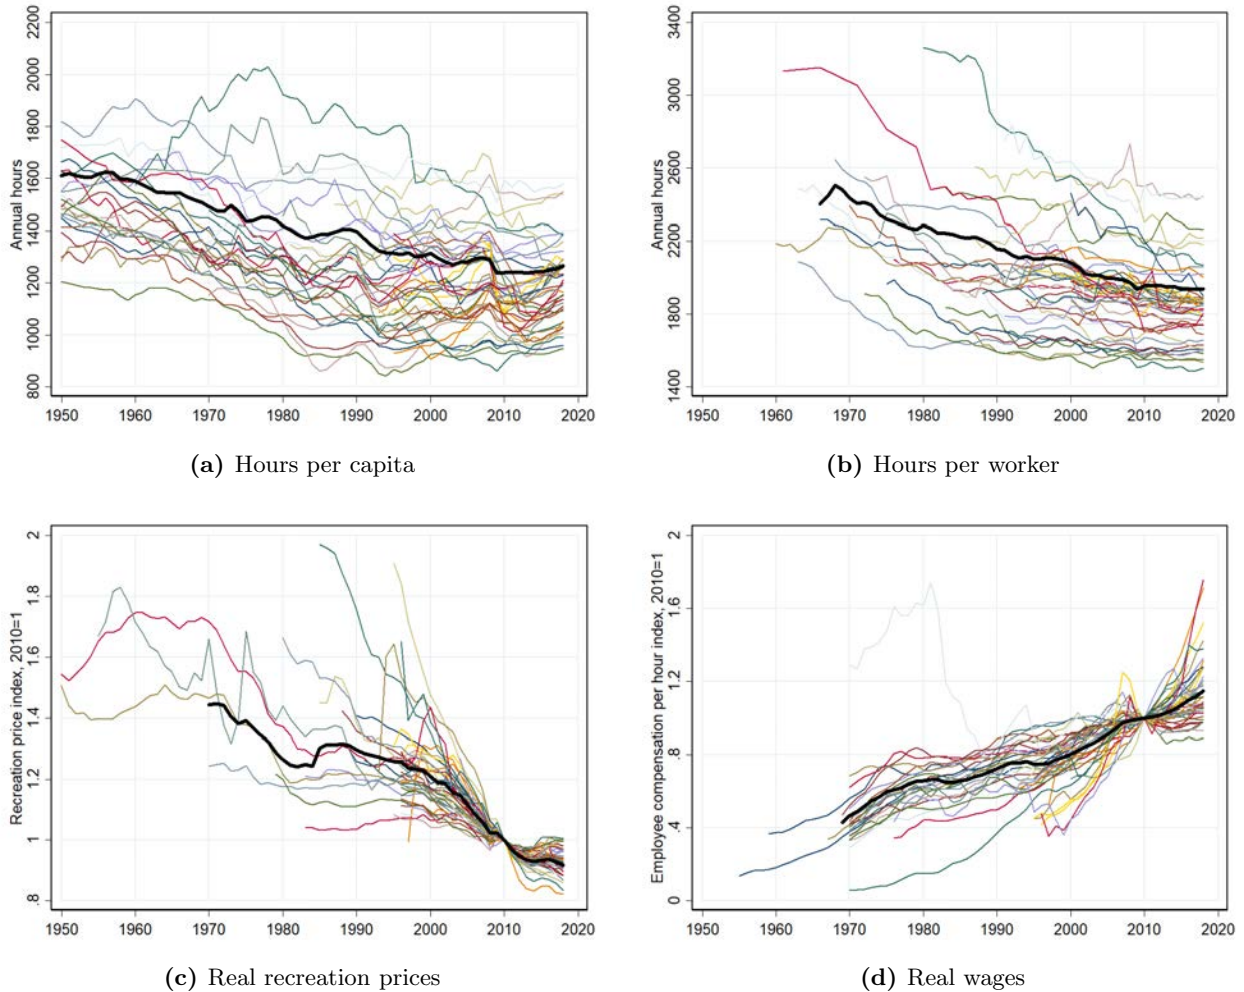 2200
2000
1800
1600
1400
1200
1000
800
Annual hours
1950 1960 1970 1980 1990 2000 2010 2020
(a) Hours per capita
3400
3000
2600
2200
1800
1400
Annual hours
1950 1960 1970 1980 1990 2000 2010 2020
(b) Hours per worker
2
1.8
1.6
1.4
1.2
1
.8
Recreation price index, 2010=1
1950 1960 1970 1980 1990 2000 2010 2020
(c) Real recreation prices
2
1.6
1.2
.8
.4
0
Employee compensation per hour index, 2010=1
1950 1960 1970 1980 1990 2000 2010 2020
(d) Real wages